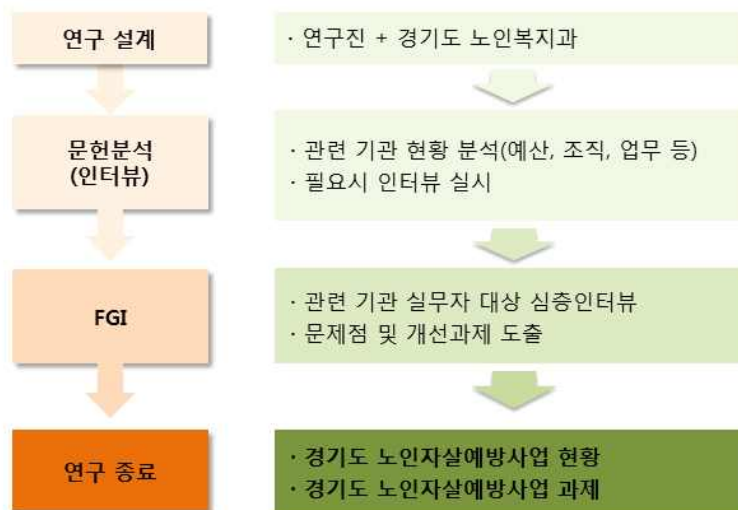 연구 설계
· 연구진 + 경기도 노인복지과
문헌분석
(인터뷰)
· 관련 기관 현황 분석(예산, 조직, 업무 등)
· 필요시 인터뷰 실시
FGI
· 관련 기관 실무자 대상 심층인터뷰
· 문제점 및 개선과제 도출
연구 종료
· 경기도 노인자살예방사업 현황
· 경기도 노인자살예방사업 과제